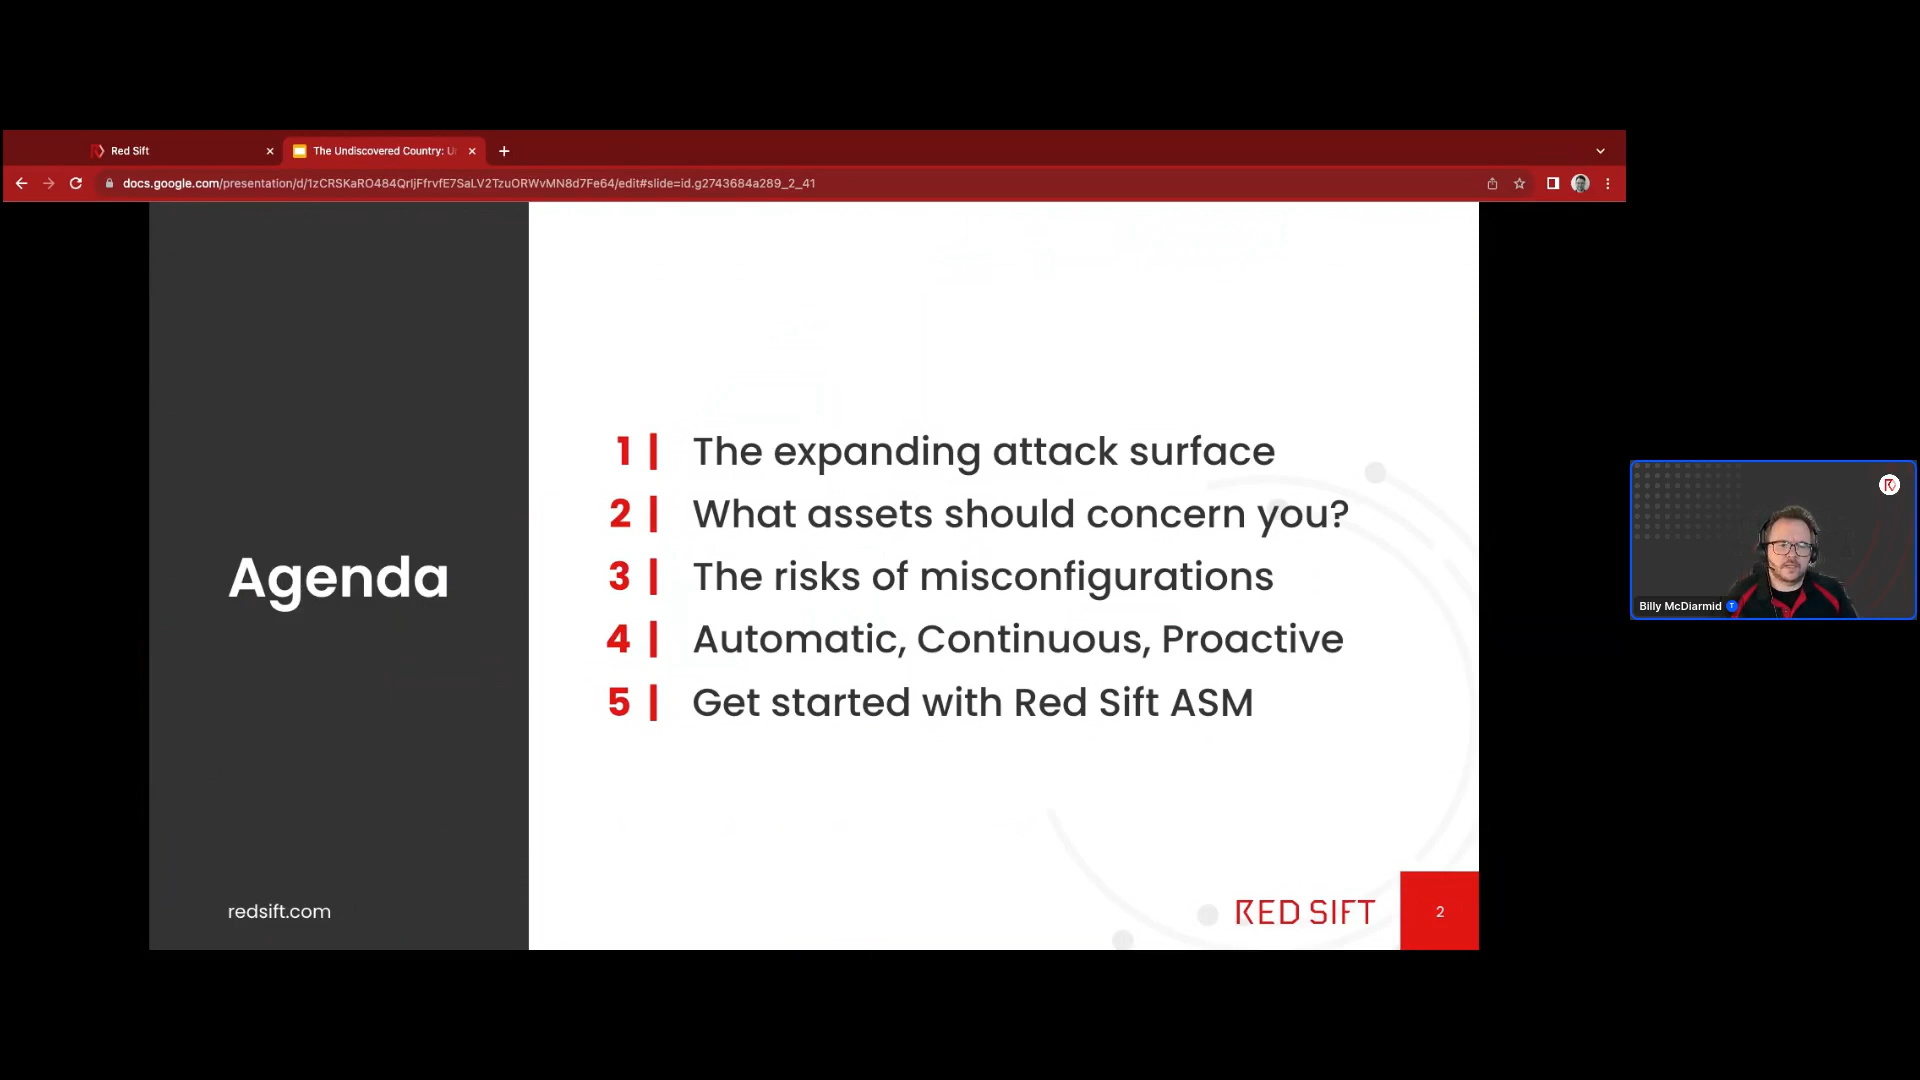 Red Sift
The Undiscovered Country: U
docs.google.com/presentation/d/1zCRSKaRO484QrIjFfrvfE7SaLV2TzuORWvMN8d7Fe64/edit#slide=id.g2743684a289_2_41
Agenda
1 | The expanding attack surface
2 | What assets should concern you?
3 | The risks of misconfigurations
4 | Automatic, Continuous, Proactive
5 | Get started with Red Sift ASM
redsift.com
RED SIFT
2
Billy McDiarmid
T